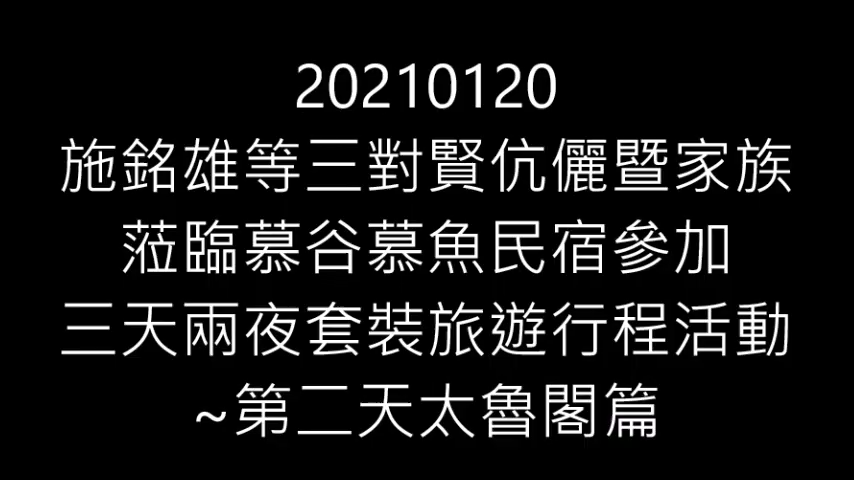 20210120
施銘雄等三對賢伉儷暨家族
蒞臨慕谷慕魚民宿參加
三天兩夜套裝旅遊行程活動
~第二天太魯閣篇